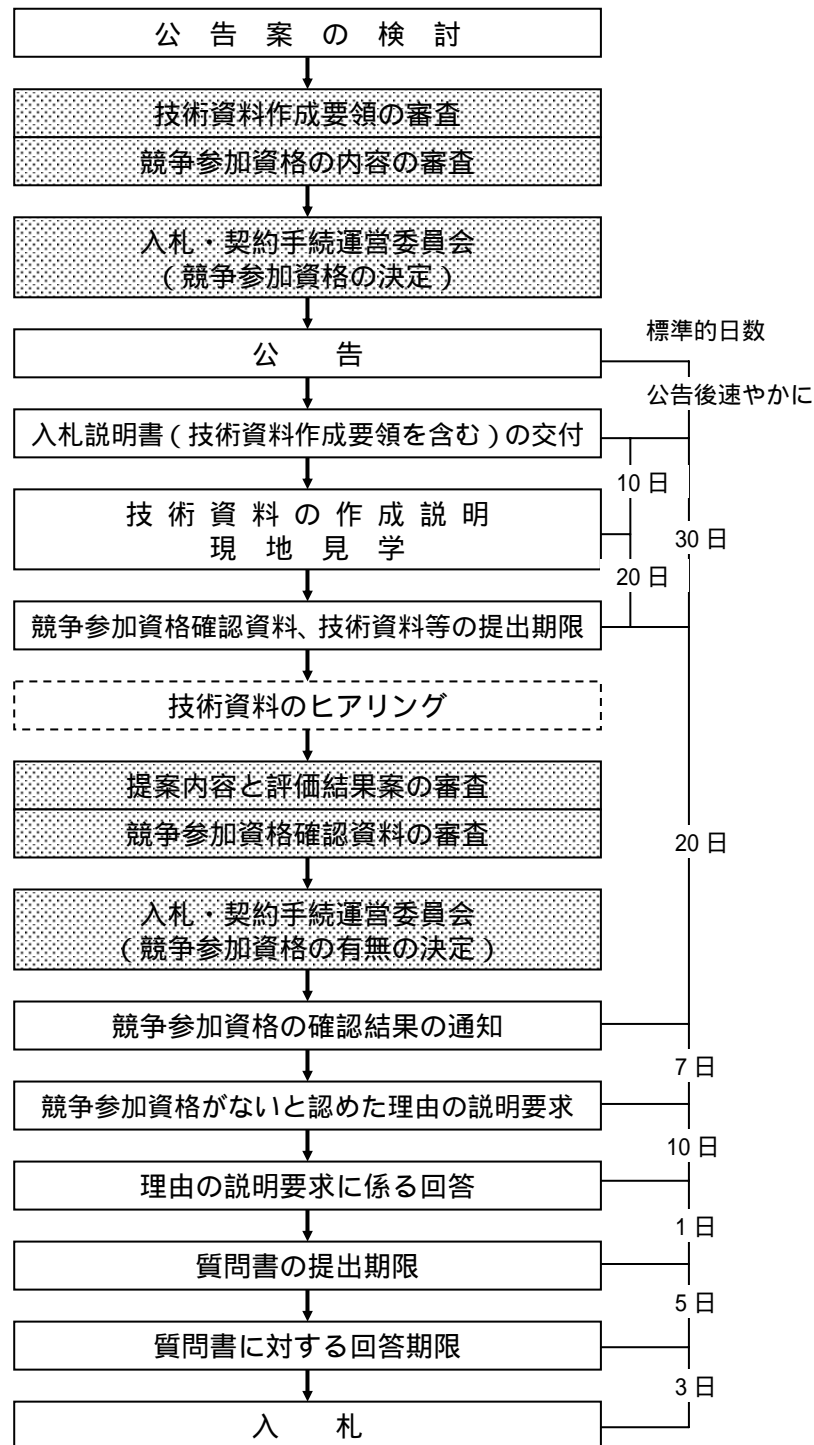 公 告 案 の 検 討
技術資料作成要領の審査
競争参加資格の内容の審査
入札・契約手続運営委員会
(競争参加資格の決定)
標準的日数
公 告
公告後速やかに
入札説明書(技術資料作成要領を含む)の交付
10 日
技 術 資 料 の 作 成 説 明
現 地 見 学
30 日
20 日
競争参加資格確認資料、技術資料等の提出期限
技術資料のヒアリング
提案内容と評価結果案の審査
競争参加資格確認資料の審査
20 日
入札・契約手続運営委員会
(競争参加資格の有無の決定)
競争参加資格の確認結果の通知
7 日
競争参加資格がないと認めた理由の説明要求
10 日
理由の説明要求に係る回答
1 日
質問書の提出期限
5 日
質問書に対する回答期限
3 日
入 札